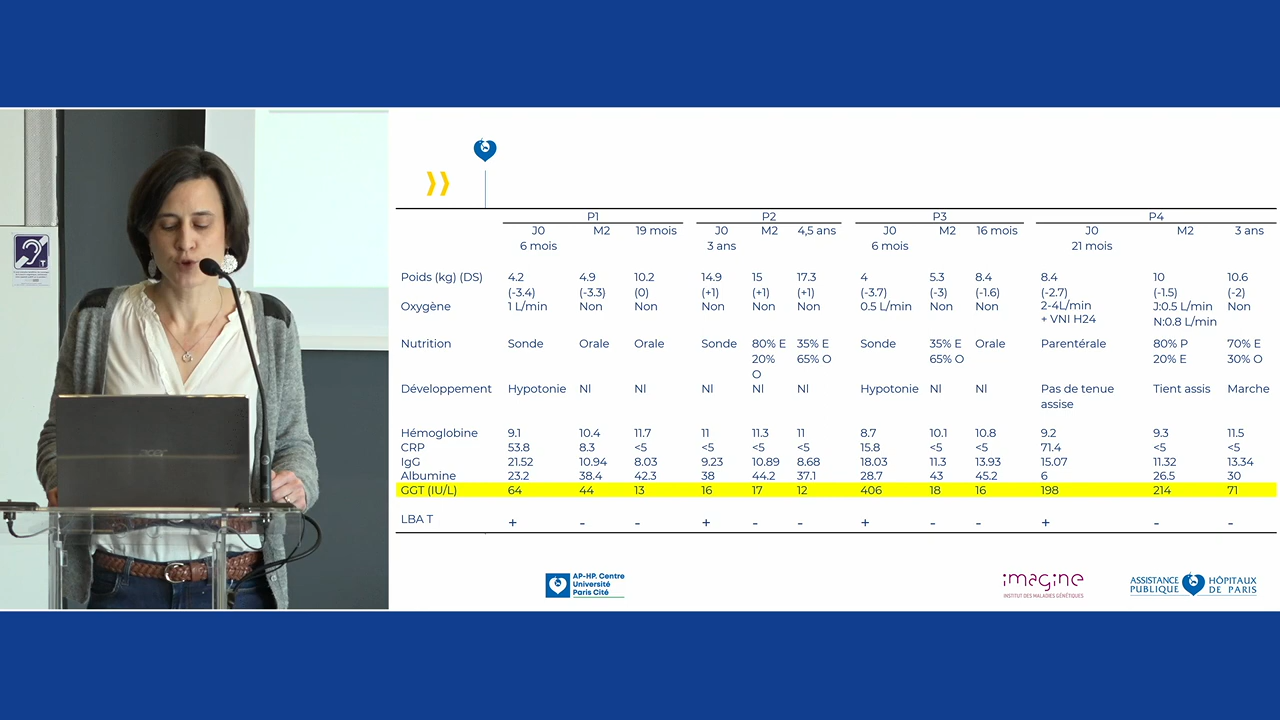 P1 P2 P3 P4
J0 M2 19 mois J0 M2 4,5 ans J0 M2 16 mois J0 M2 3 ans
6 mois 3 ans 6 mois 21 mois
Poids (kg) (DS) 4.2 4.9 10.2 14.9 15 17.3 4 5.3 8.4 8.4 10 10.6
(-3.4) (-3.3) (0) (+1) (+1) (+1) (-3.7) (-3) (-1.6) (-2.7) (-1.5) (-2)
Oxygène 1 L/min Non Non Non Non Non 0.5 L/min Non Non 2-4L/min J:0.5 L/min Non
+ VNI H24 N:0.8 L/min
Nutrition Sonde Orale Orale Sonde 80% E 35% E Sonde 35% E Orale Parentérale 80% P 70% E
20% 65% O 65% O 20% E 30% O
O
Développement Hypotonie Nl Nl Nl Nl Nl Hypotonie Nl Nl Pas de tenue Tient assis Marche
assise
Hémoglobine 9.1 10.4 11.7 11 11.3 11 8.7 10.1 10.8 9.2 9.3 11.5
CRP 53.8 8.3 <5 <5 <5 <5 15.8 <5 <5 71.4 <5 <5
IgG 21.52 10.94 8.03 9.23 10.89 8.68 18.03 11.3 13.93 15.07 11.32 13.34
Albumine 23.2 38.4 42.3 38 44.2 37.1 28.7 43 45.2 6 26.5 30
GGT (IU/L) 64 44 13 16 17 12 406 18 16 198 214 71
LBA T + - - + - - + - - + - -
AP-HP. Centre
Université
Paris Cité
imagine
INSTITUT DES MALADIES GÉNÉTIQUES
ASSISTANCE HÔPITAUX
PUBLIQUE DE PARIS
acer